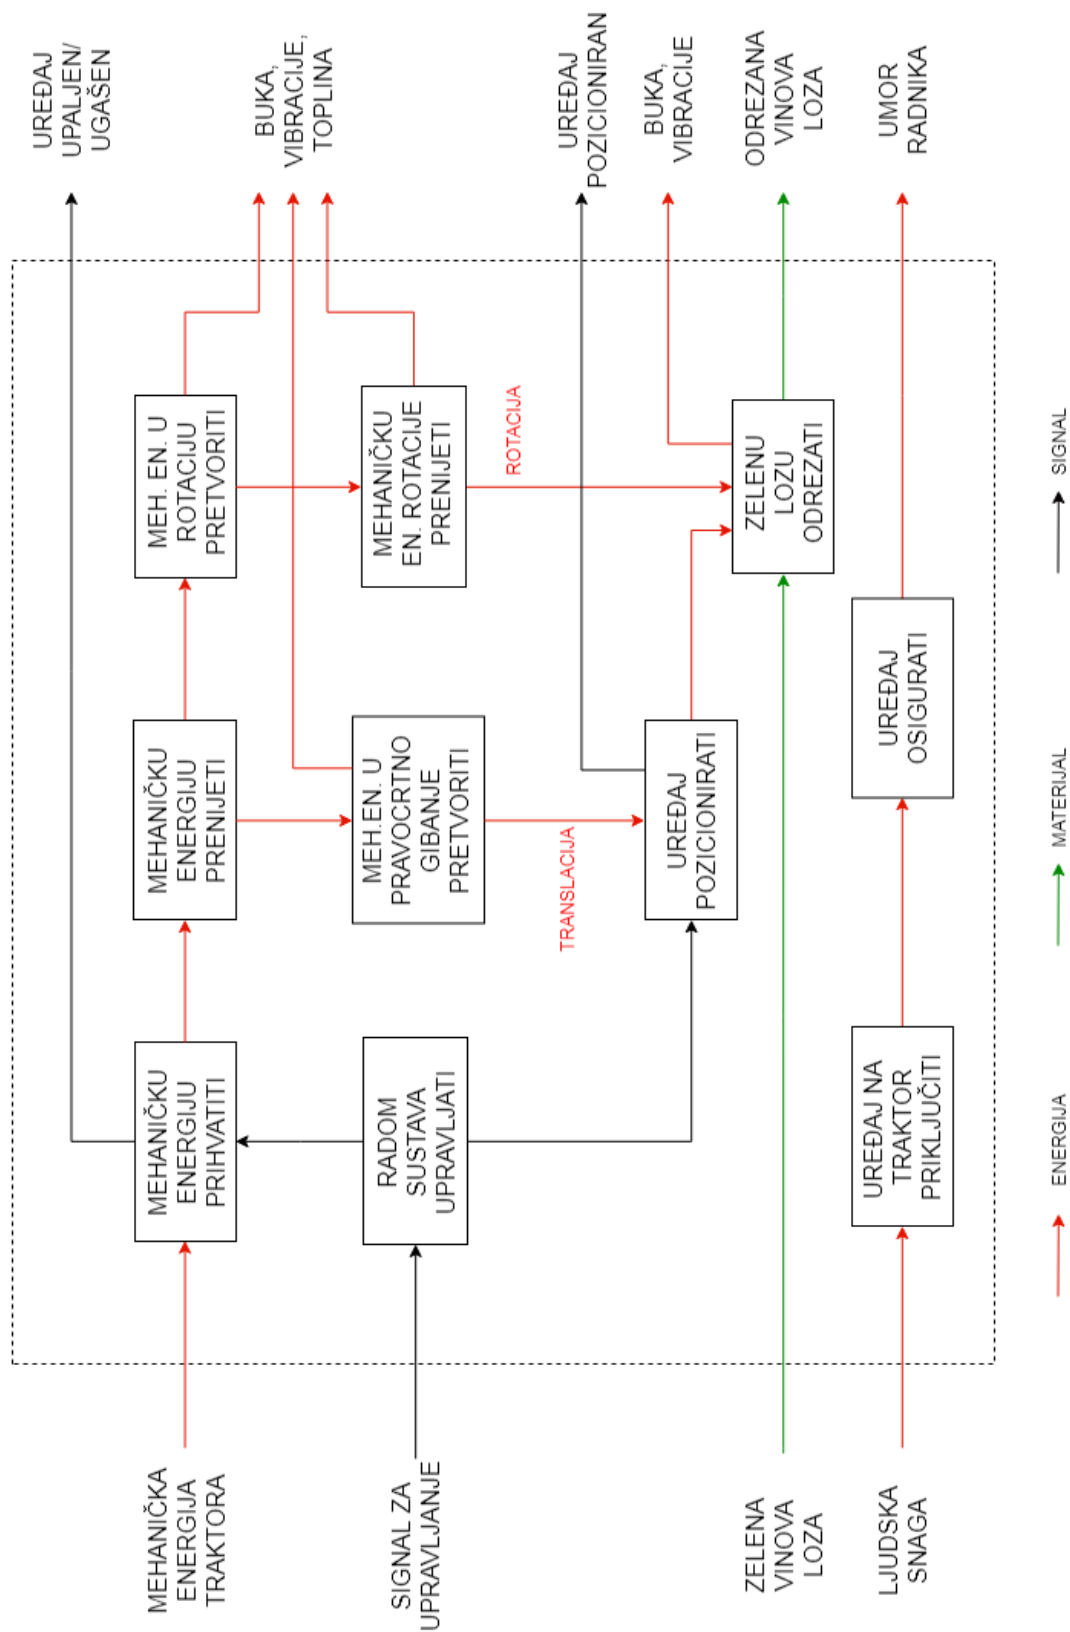 MEHANIČKA
ENERGIJA
TRAKTORA
SIGNAL ZA
UPRAVLJANJE
ZELENA
VINOVA
LOZA
LJUDSKA
SNAGA
MEHANIČKU
ENERGIJU
PRIHVATITI
MEHANIČKU
ENERGIJU
PRENIJETI
MEH. EN. U
ROTACIJU
PRETVORITI
RADOM
SUSTAVA
UPRAVLJATI
MEH.EN. U
PRAVOCRTNO
GIBANJE
PRETVORITI
MEHANIČKU
EN. ROTACIJE
PRENIJETI
TRANSLACIJA
ROTACIJA
UREĐAJ
POZICIONIRATI
ZELENU
LOZU
ODREZATI
UREĐAJ NA
TRAKTOR
PRIKLJUČITI
UREĐAJ
OSIGURATI
UREĐAJ
UPALJEN/
UGAŠEN
BUKA,
VIBRACIJE,
TOPLINA
UREĐAJ
POZICIONIRAN
BUKA,
VIBRACIJE
ODREZANA
VINOVA
LOZA
UMOR
RADNIKA
ENERGIJA
MATERIJAL
SIGNAL